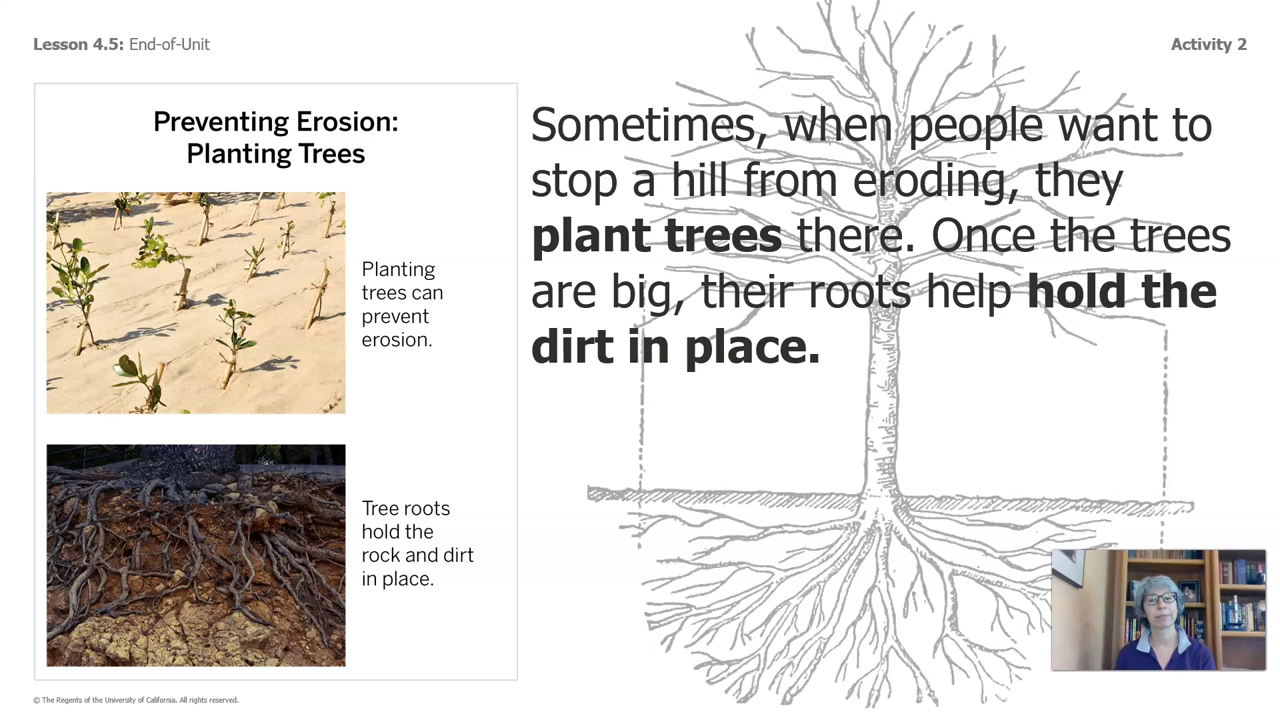 Lesson 4.5: End-of-Unit
Activity 2
Preventing Erosion:
Planting Trees
Planting
trees can
prevent
erosion.
Tree roots
hold the
rock and dirt
in place.
Sometimes, when people want to
stop a hill from eroding, they
plant trees there. Once the trees
are big, their roots help hold the
dirt in place.
© The Regents of the University of California. All rights reserved.